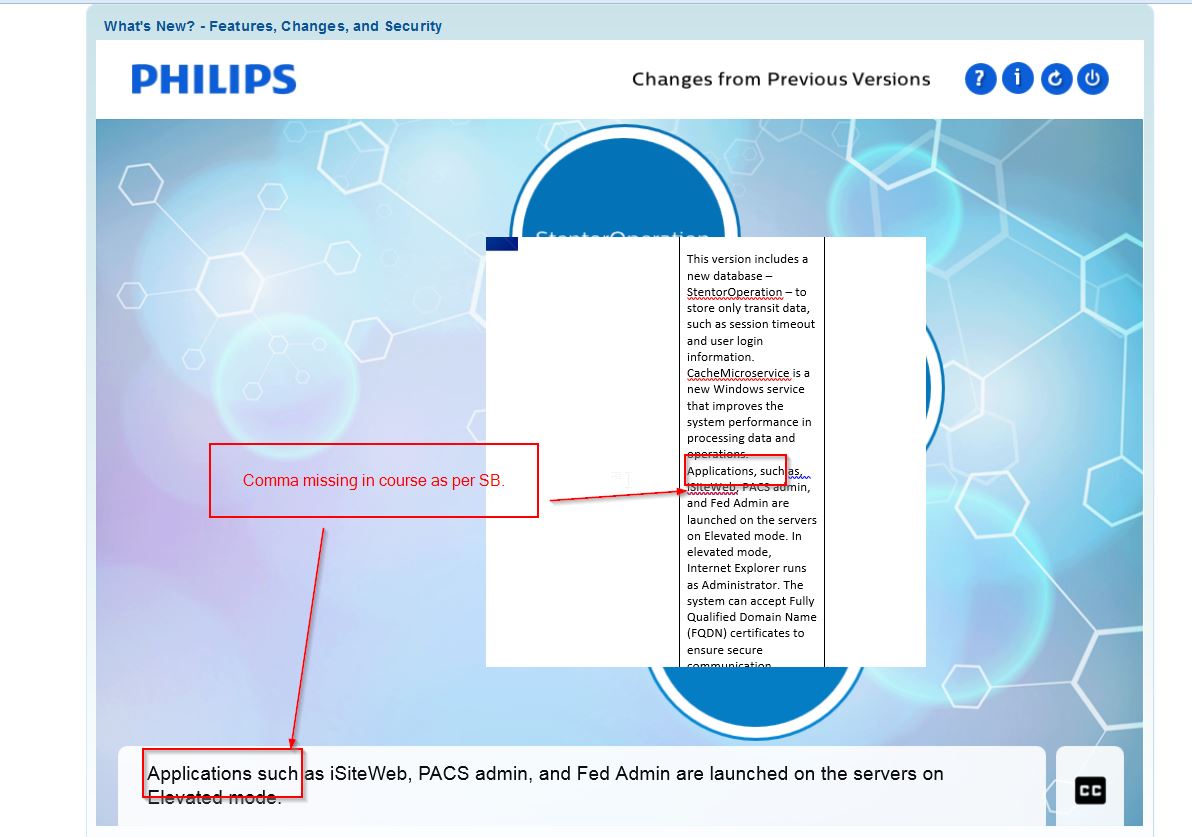 What's New? - Features, Changes, and Security
PHILIPS
Changes from Previous Versions
?
i
StentorOperation
This version includes a
new database –
StentorOperation – to
store only transit data,
such as session timeout
and user login
information.
CacheMicroservice is a
new Windows service
that improves the
system performance in
processing data and
operations.
Applications, such as,
iSiteWeb, PACS admin,
and Fed Admin are
launched on the servers
on Elevated mode. In
elevated mode,
Internet Explorer runs
as Administrator. The
system can accept Fully
Qualified Domain Name
(FQDN) certificates to
ensure secure
communication
Comma missing in course as per SB.
Applications such as iSiteWeb, PACS admin, and Fed Admin are launched on the servers on
Elevated mode.
CC